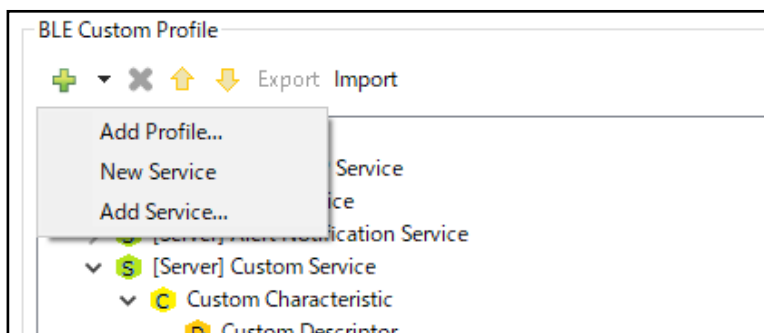 BLE Custom Profile
Export Import
Add Profile...
New Service
Service
Add Service...
[Server] Alert Notification Service
S [Server] Custom Service
C Custom Characteristic
D Custom Descriptor